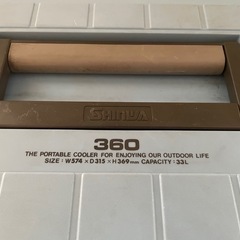 SHINWA
360
THE PORTABLE COOLER FOR ENJOYING OUR OUTDOOR LIFE
SIZE: W574 × D315 × H369mm CAPACITY: 33L